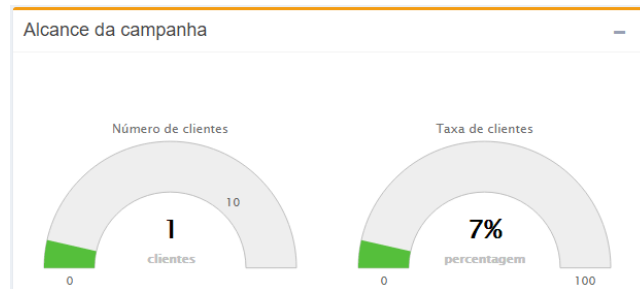 Alcance da campanha
Número de clientes
10
1
clientes
0
Taxa de clientes
7%
percentagem
0
100